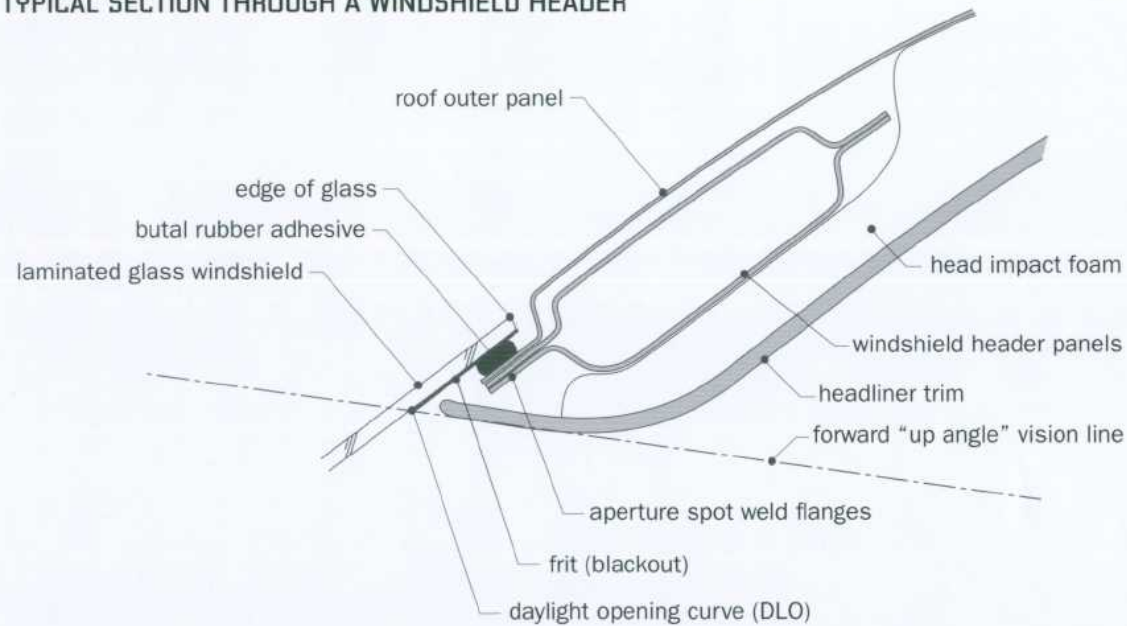 TYPICAL SECTION THROUGH A WINDSHIELD HEADER
roof outer panel
edge of glass
butal rubber adhesive
laminated glass windshield
head impact foam
windshield header panels
headliner trim
forward “up angle” vision line
aperture spot weld flanges
frit (blackout)
daylight opening curve (DLO)